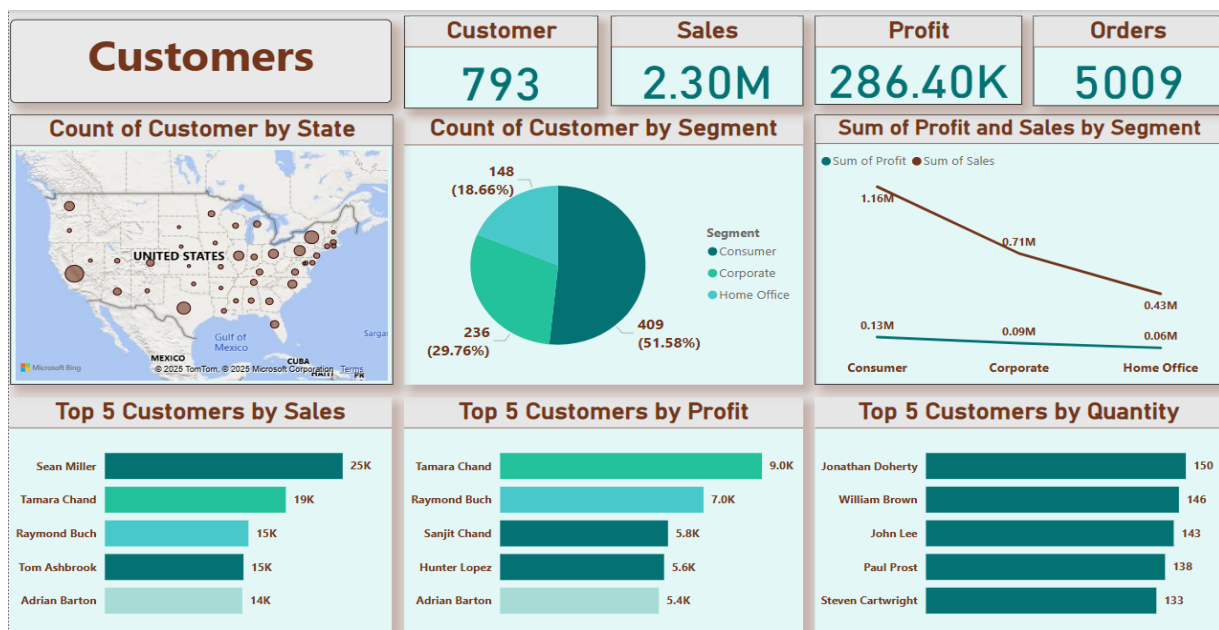 Customers
Customer
793
Sales
2.30M
Profit
286.40K
Orders
5009
Count of Customer by State
UNITED STATES
Gulf of
Mexico
MEXICO
CUBA
Sargas
Microsoft Bing
© 2025 TomTom, © 2025 Microsoft Corporation Terms
Count of Customer by Segment
148
(18.66%)
236
(29.76%)
409
(51.58%)
Segment
Consumer
Corporate
Home Office
Sum of Profit and Sales by Segment
Sum of Profit Sum of Sales
1.16M
0.71M
0.43M
0.13M
0.09M
0.06M
Consumer
Corporate
Home Office
Top 5 Customers by Sales
Sean Miller 25K
Tamara Chand 19K
Raymond Buch 15K
Tom Ashbrook 15K
Adrian Barton 14K
Top 5 Customers by Profit
Tamara Chand 9.0K
Raymond Buch 7.0K
Sanjit Chand 5.8K
Hunter Lopez 5.6K
Adrian Barton 5.4K
Top 5 Customers by Quantity
Jonathan Doherty 150
William Brown 146
John Lee 143
Paul Prost 138
Steven Cartwright 133